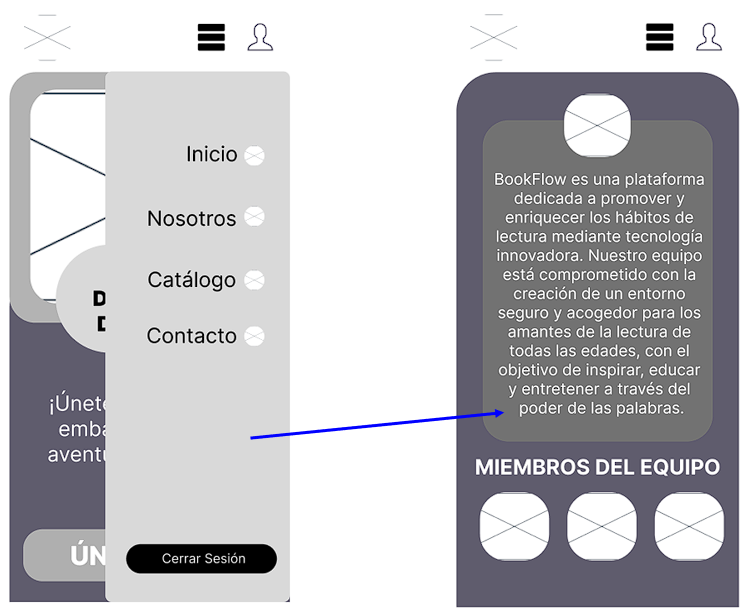 Inicio
Nosotros
Catálogo
Contacto
D
D
¡Únete
emba
aventu
ÚN
Cerrar Sesión
BookFlow es una plataforma
dedicada a promover y
enriquecer los hábitos de
lectura mediante tecnología
innovadora. Nuestro equipo
está comprometido con la
creación de un entorno
seguro y acogedor para los
amantes de la lectura de
todas las edades, con el
objetivo de inspirar, educar
y entretener a través del
poder de las palabras.
MIEMBROS DEL EQUIPO